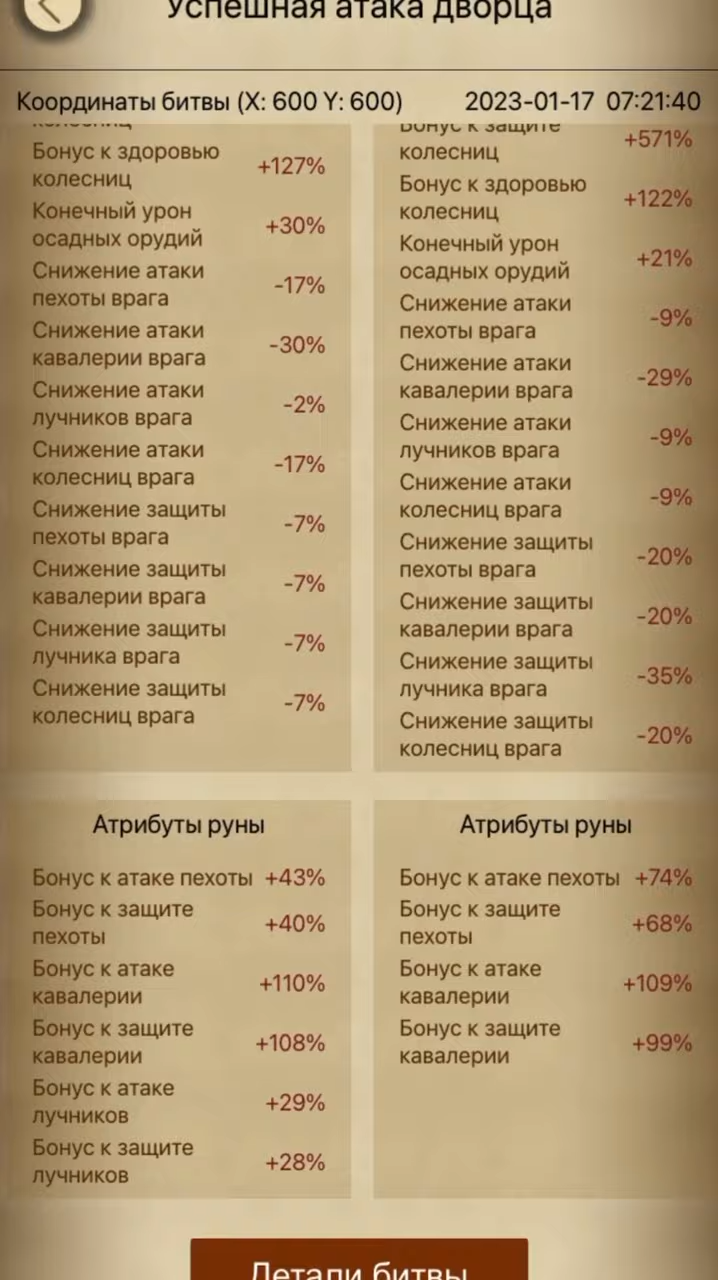 Успешная атака дворца
Координаты битвы (X: 600 Y: 600) 2023-01-17 07:21:40
колесниц
Бонус к здоровью
колесниц +127%
Конечный урон
осадных орудий +30%
Снижение атаки
пехоты врага -17%
Снижение атаки
кавалерии врага -30%
Снижение атаки
лучников врага -2%
Снижение атаки
колесниц врага -17%
Снижение защиты
пехоты врага -7%
Снижение защиты
кавалерии врага -7%
Снижение защиты
лучника врага -7%
Снижение защиты
колесниц врага -7%
Бонус к защите
колесниц +571%
Бонус к здоровью
колесниц +122%
Конечный урон
осадных орудий +21%
Снижение атаки
пехоты врага -9%
Снижение атаки
кавалерии врага -29%
Снижение атаки
лучников врага -9%
Снижение атаки
колесниц врага -9%
Снижение защиты
пехоты врага -20%
Снижение защиты
кавалерии врага -20%
Снижение защиты
лучника врага -35%
Снижение защиты
колесниц врага -20%
Атрибуты руны
Бонус к атаке пехоты +43%
Бонус к защите
пехоты +40%
Бонус к атаке
кавалерии +110%
Бонус к защите
кавалерии +108%
Бонус к атаке
лучников +29%
Бонус к защите
лучников +28%
Атрибуты руны
Бонус к атаке пехоты +74%
Бонус к защите
пехоты +68%
Бонус к атаке
кавалерии +109%
Бонус к защите
кавалерии +99%
Детали битвы